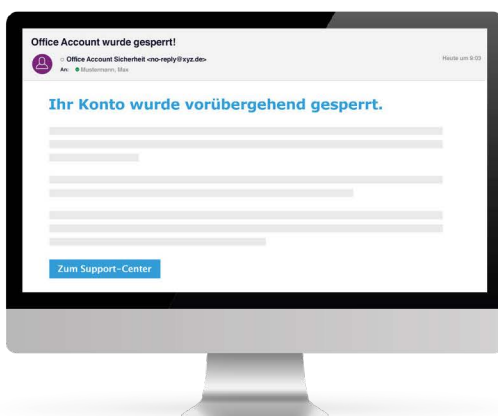 Office Account wurde gesperrt!
Office Account Sicherheit <no-reply@xyz.de>
Heute um 9:03
An: Mustermann, Max
Ihr Konto wurde vorübergehend gesperrt.
Zum Support-Center